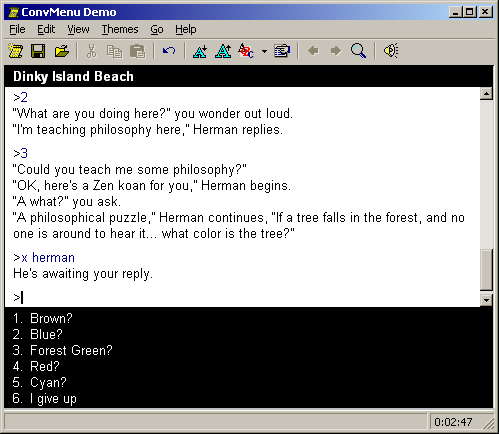 ConvMenu Demo
File Edit View Themes Go Help
Dinky Island Beach
>2
"What are you doing here?" you wonder out loud.
"I'm teaching philosophy here," Herman replies.
>3
"Could you teach me some philosophy?"
"OK, here's a Zen koan for you," Herman begins.
"A what?" you ask.
"A philosophical puzzle," Herman continues, "If a tree falls in the forest, and no
one is around to hear it... what color is the tree?"
>x herman
He's awaiting your reply.
>
1. Brown?
2. Blue?
3. Forest Green?
4. Red?
5. Cyan?
6. I give up
0:02:47